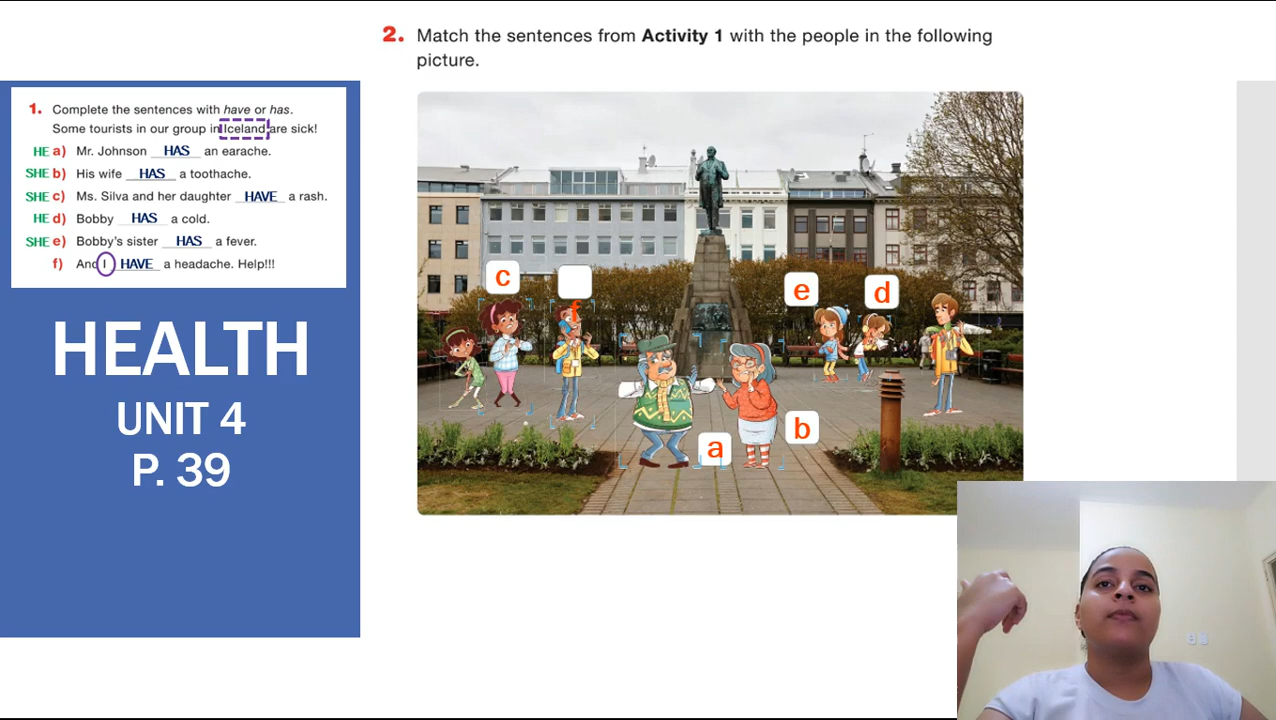 2. Match the sentences from Activity 1 with the people in the following
picture.
1. Complete the sentences with have or has.
Some tourists in our group in Iceland are sick!
HE a) Mr. Johnson HAS an earache.
SHE b) His wife HAS a toothache.
SHE c) Ms. Silva and her daughter HAVE a rash.
HE d) Bobby HAS a cold.
SHE e) Bobby's sister HAS a fever.
f) And I HAVE a headache. Help!!!
HEALTH
UNIT 4
P. 39
c
f
e
d
a
b